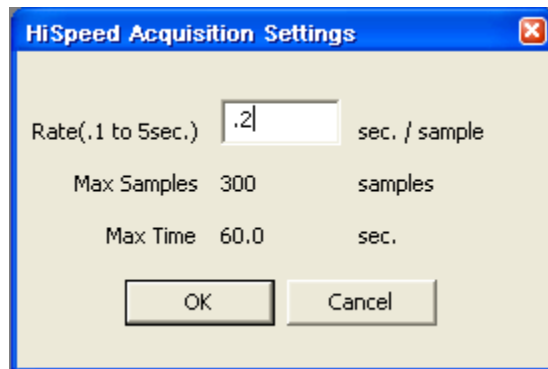 HiSpeed Acquisition Settings
Rate(.1 to 5sec.) .2 sec. / sample
Max Samples 300 samples
Max Time 60.0 sec.
OK Cancel